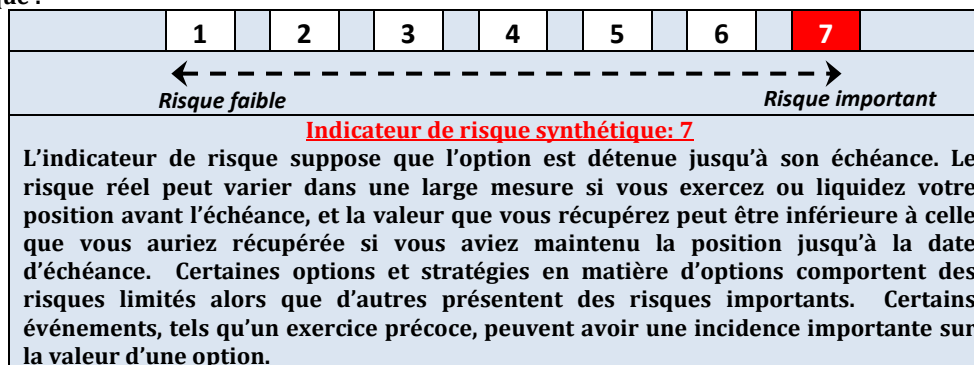 1 2 3 4 5 6 7
Risque faible Risque important
Indicateur de risque synthétique: 7
L’indicateur de risque suppose que l’option est détenue jusqu’à son échéance. Le
risque réel peut varier dans une large mesure si vous exercez ou liquidez votre
position avant l’échéance, et la valeur que vous récupérez peut être inférieure à celle
que vous auriez récupérée si vous aviez maintenu la position jusqu’à la date
d’échéance. Certaines options et stratégies en matière d’options comportent des
risques limités alors que d’autres présentent des risques importants. Certains
événements, tels qu’un exercice précoce, peuvent avoir une incidence importante sur
la valeur d’une option.